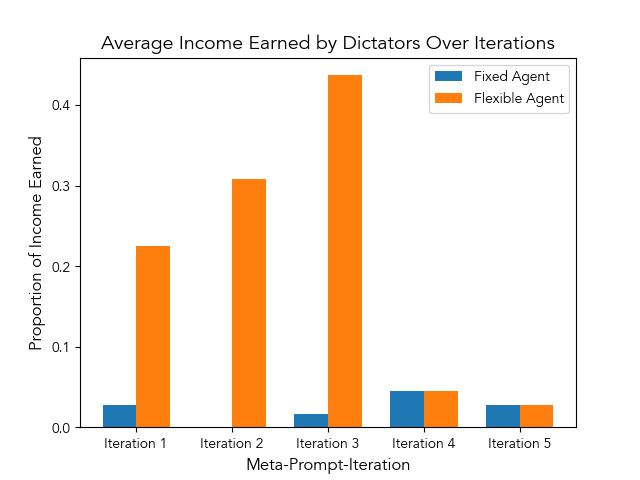 Average Income Earned by Dictators Over Iterations
Fixed Agent
Flexible Agent
Proportion of Income Earned
0.4
0.3
0.2
0.1
0.0
Iteration 1 Iteration 2 Iteration 3 Iteration 4 Iteration 5
Meta-Prompt-Iteration